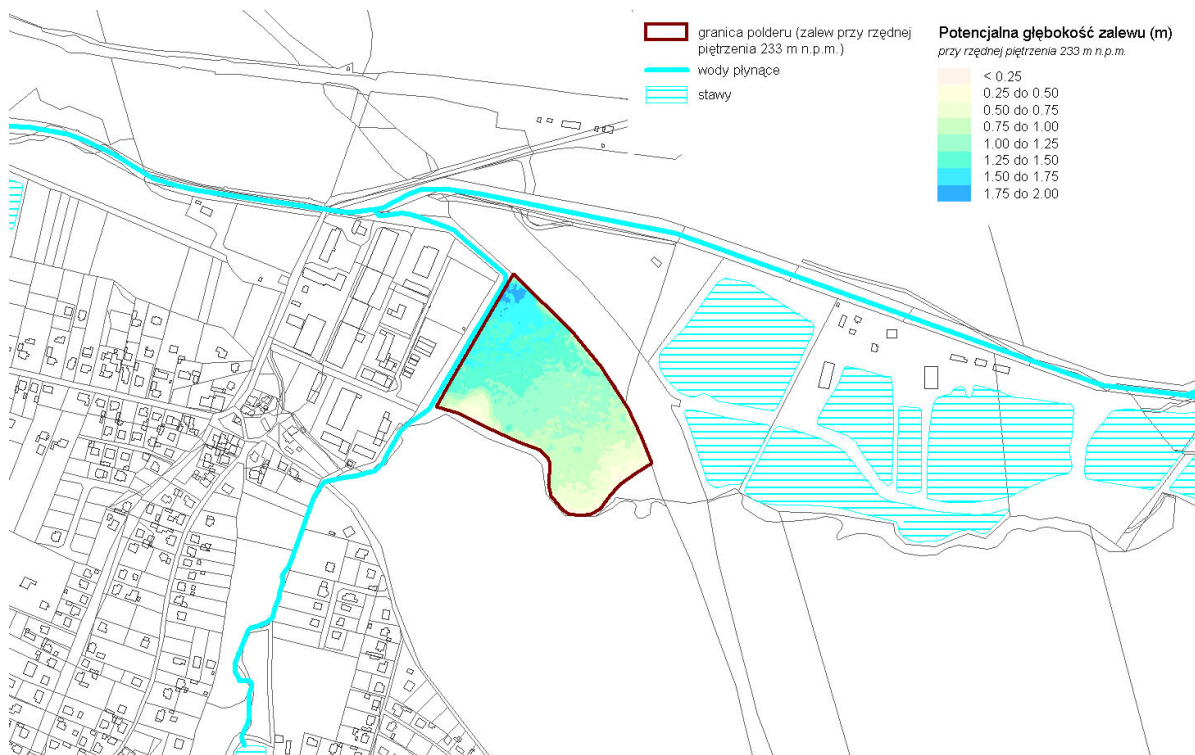 granica polderu (zalew przy rzędnej
piętrzenia 233 m n.p.m.)
wody płynące
stawy
Potencjalna głębokość zalewu (m)
przy rzędnej piętrzenia 233 m n.p.m.
< 0.25
0.25 do 0.50
0.50 do 0.75
0.75 do 1.00
1.00 do 1.25
1.25 do 1.50
1.50 do 1.75
1.75 do 2.00